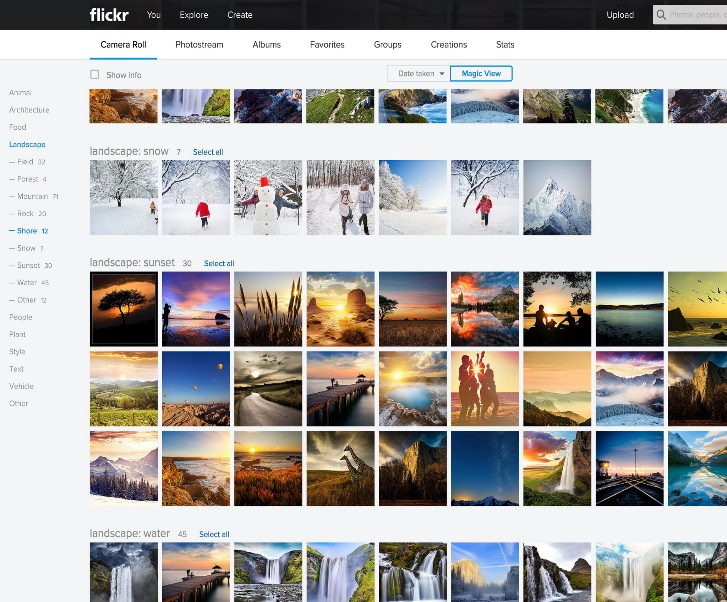 flickr You Explore Create Upload Photos, people,
Camera Roll Photostream Albums Favorites Groups Creations Stats
Show info Date taken Magic View
Animal
Architecture
Food
Landscape
— Field 32
— Forest 4
— Mountain 71
— Rock 20
— Shore 12
— Snow 7
— Sunset 30
— Water 45
— Other 12
People
Plant
Style
Text
Vehicle
Other
landscape: snow 7 Select all
landscape: sunset 30 Select all
landscape: water 45 Select all